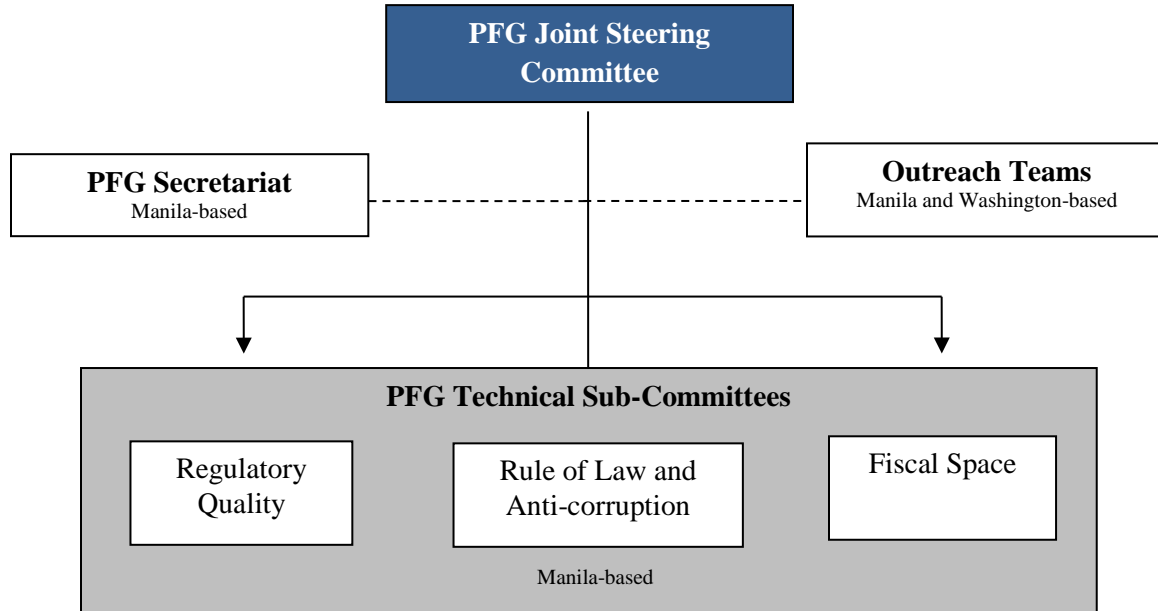 PFG Joint Steering
Committee
PFG Secretariat
Manila-based
Outreach Teams
Manila and Washington-based
PFG Technical Sub-Committees
Regulatory
Quality
Rule of Law and
Anti-corruption
Fiscal Space
Manila-based